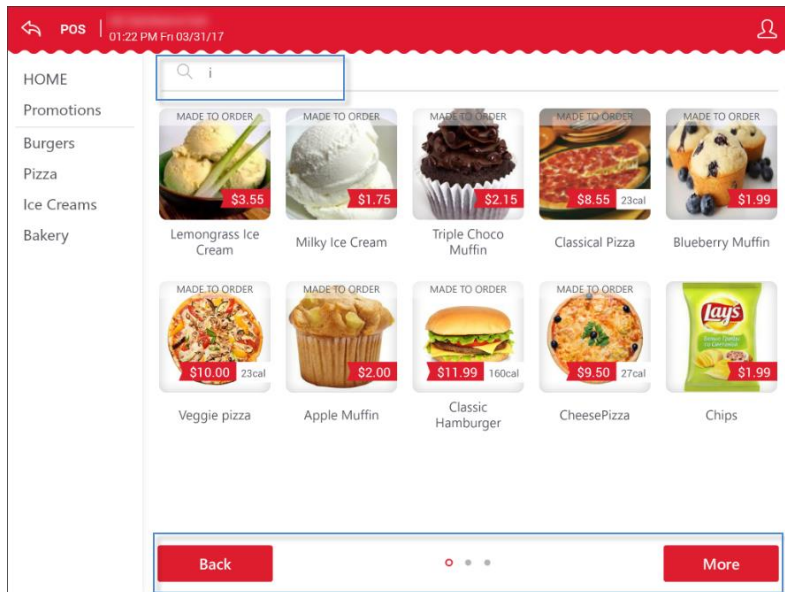 POS
01:22 PM Fri 03/31/17
HOME
Promotions
Burgers
Pizza
Ice Creams
Bakery
i
MADE TO ORDER
$3.55
Lemongrass Ice
Cream
MADE TO ORDER
$1.75
Milky Ice Cream
MADE TO ORDER
$2.15
Triple Choco
Muffin
MADE TO ORDER
$8.55 23cal
Classical Pizza
MADE TO ORDER
$1.99
Blueberry Muffin
MADE TO ORDER
$10.00 23cal
Veggie pizza
MADE TO ORDER
$2.00
Apple Muffin
MADE TO ORDER
$11.99 160cal
Classic
Hamburger
MADE TO ORDER
$9.50 27cal
CheesePizza
Lay's
$1.99
Chips
Back
More